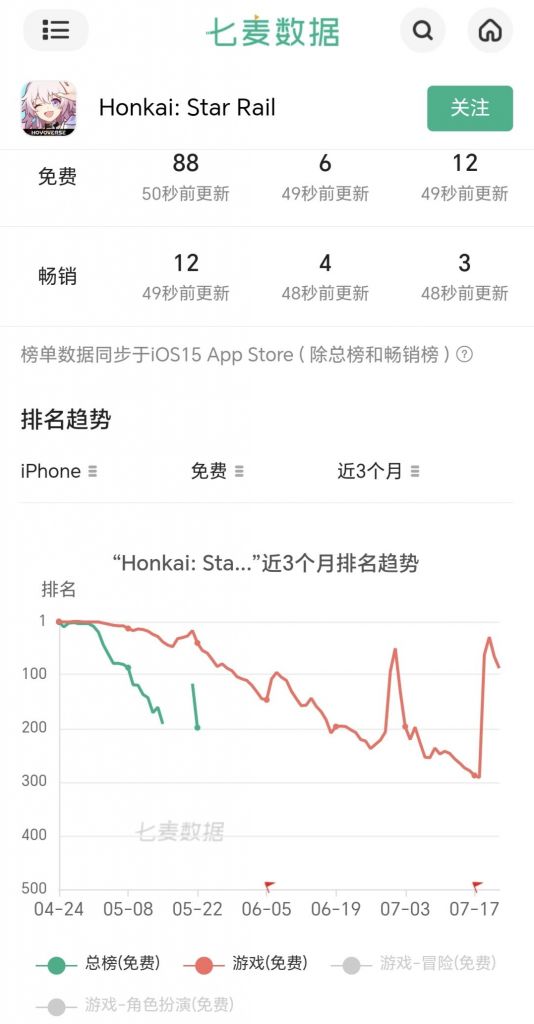 七麦数据
HOYOVERSE
Honkai: Star Rail
关注
免费 88 6 12
50秒前更新 49秒前更新 49秒前更新
畅销 12 4 3
49秒前更新 48秒前更新 48秒前更新
榜单数据同步于iOS15 App Store ( 除总榜和畅销榜 ) ?
排名趋势
iPhone 免费 近3个月
“Honkai: Sta...”近3个月排名趋势
排名
1
100
200
300
400
七麦数据
500
04-24 05-08 05-22 06-05 06-19 07-03 07-17
总榜(免费) 游戏(免费) 游戏-冒险(免费)
游戏-角色扮演(免费)